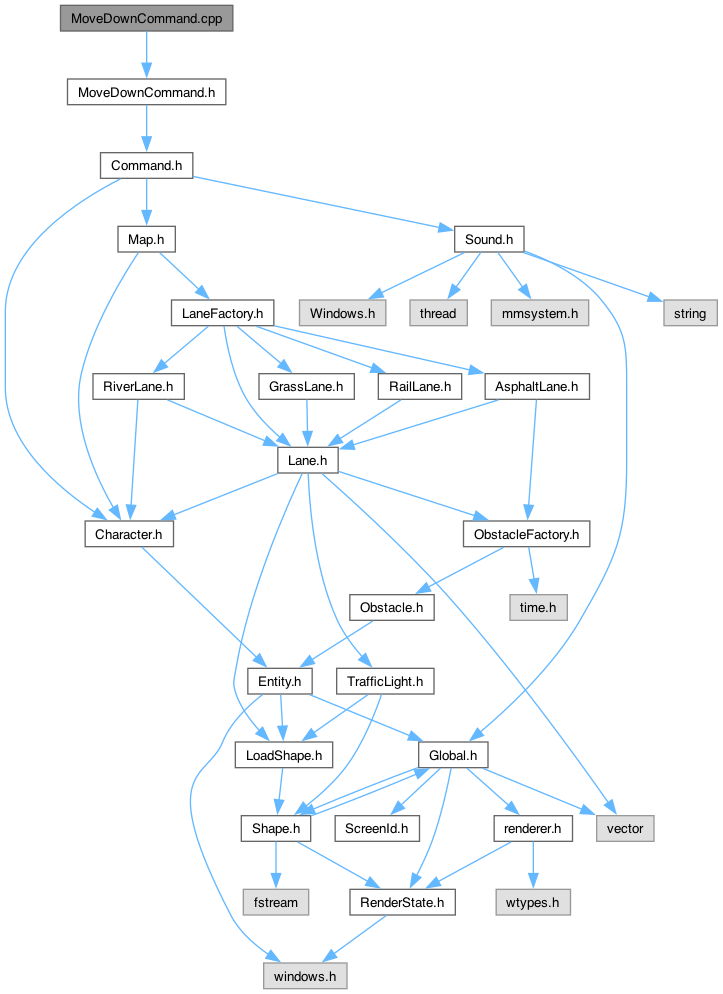 MoveDownCommand.cpp
MoveDownCommand.h
Command.h
Map.h
Sound.h
LaneFactory.h
Windows.h
thread
mmsystem.h
string
RiverLane.h
GrassLane.h
RailLane.h
AsphaltLane.h
Lane.h
Character.h
ObstacleFactory.h
Obstacle.h
time.h
Entity.h
TrafficLight.h
LoadShape.h
Global.h
Shape.h
ScreenId.h
renderer.h
vector
fstream
RenderState.h
wtypes.h
windows.h